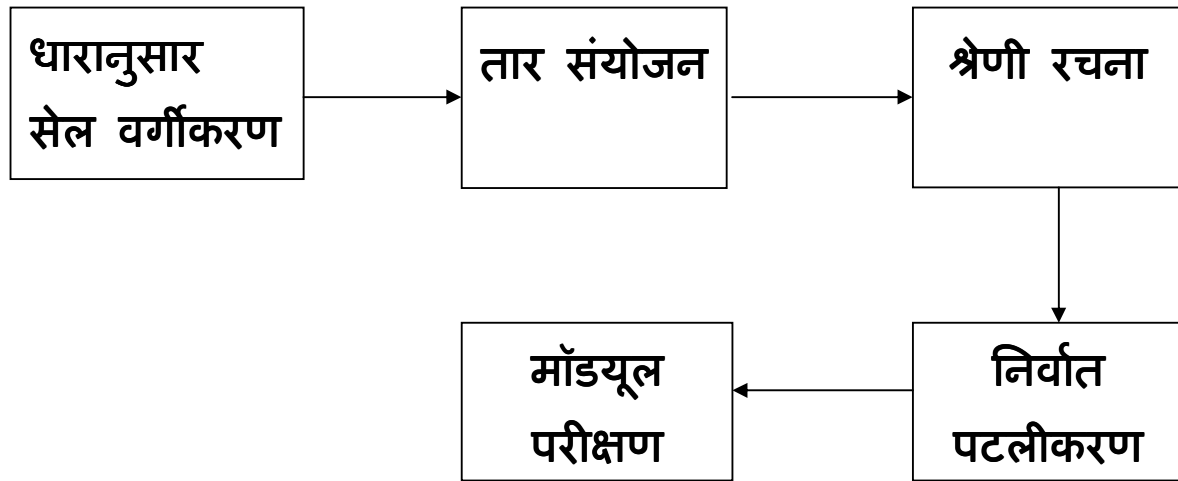 धारानुसार
सेल वर्गीकरण
तार संयोजन
श्रेणी रचना
निर्वात
पटलीकरण
मॉडयूल
परीक्षण